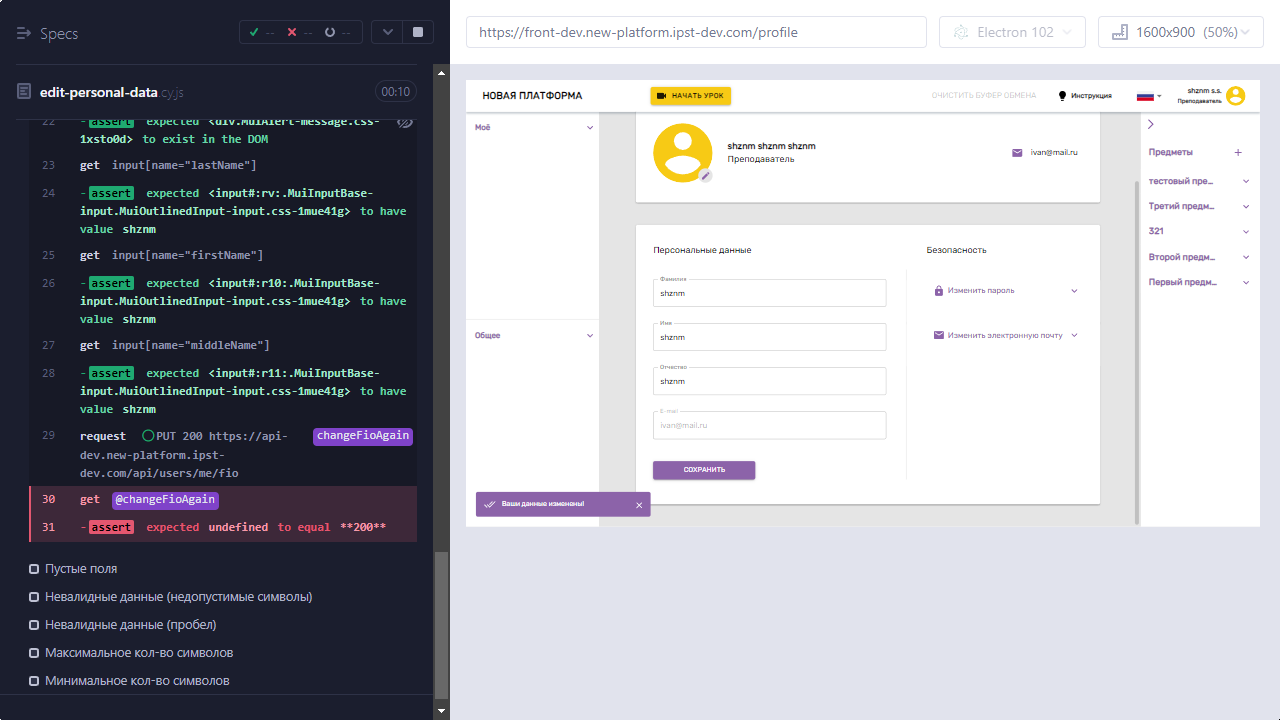 Specs
--
--
--
https://front-dev.new-platform.ipst-dev.com/profile
Electron 102
1600x900 (50%)
edit-personal-data.cy.js
00:10
22
-assert expected <div.MuiAlert-message.css-
1xsto0d> to exist in the DOM
23 get input[name="lastName"]
24 -assert expected <input#:rv:.MuiInputBase-
input.MuiOutlinedInput-input.css-1mue41g> to have
value shznm
25 get input[name="firstName"]
26 -assert expected <input#:r10:.MuiInputBase-
input.MuiOutlinedInput-input.css-1mue41g> to have
value shznm
27 get input[name="middleName"]
28 -assert expected <input#:r11:.MuiInputBase-
input.MuiOutlinedInput-input.css-1mue41g> to have
value shznm
29 request PUT 200 https://api-
dev.new-platform.ipst-
dev.com/api/users/me/fio
changeFioAgain
30 get @changeFioAgain
31 -assert expected undefined to equal **200**
Пустые поля
Невалидные данные (недопустимые символы)
Невалидные данные (пробел)
Максимальное кол-во символов
Минимальное кол-во символов
НОВАЯ ПЛАТФОРМА
НАЧАТЬ УРОК
ОЧИСТИТЬ БУФЕР ОБМЕНА
Инструкция
shznm s.s.
Преподаватель
Моё
Общее
shznm shznm shznm
Преподаватель
ivan@mail.ru
Персональные данные
Фамилия
shznm
Имя
shznm
Отчество
shznm
E-mail
ivan@mail.ru
СОХРАНИТЬ
Безопасность
Изменить пароль
Изменить электронную почту
Ваши данные изменены!
Предметы
тестовый пре...
Третий предм...
321
Второй предм...
Первый предм...